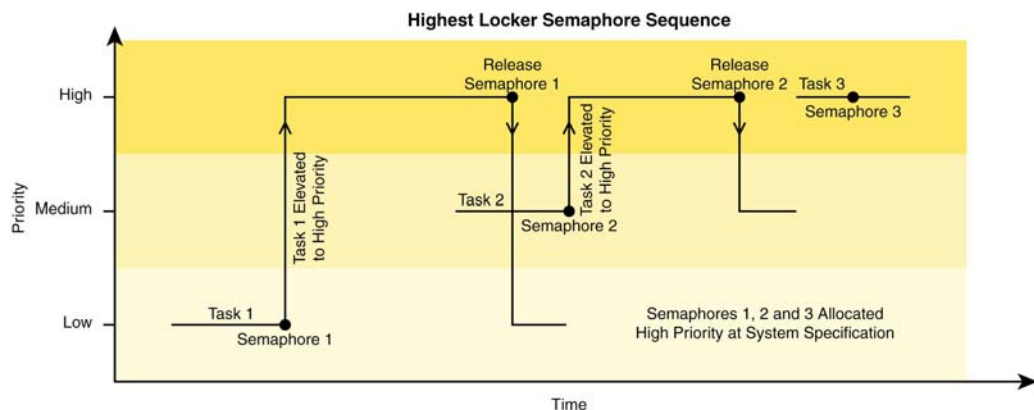 Highest Locker Semaphore Sequence
Release
Semaphore 1
Release
Semaphore 2
Task 3
Semaphore 3
High
Task 1 Elevated
to High Priority
Task 2 Elevated
to High Priority
Priority
Medium
Task 2
Semaphore 2
Low
Task 1
Semaphore 1
Semaphores 1, 2 and 3 Allocated
High Priority at System Specification
Time